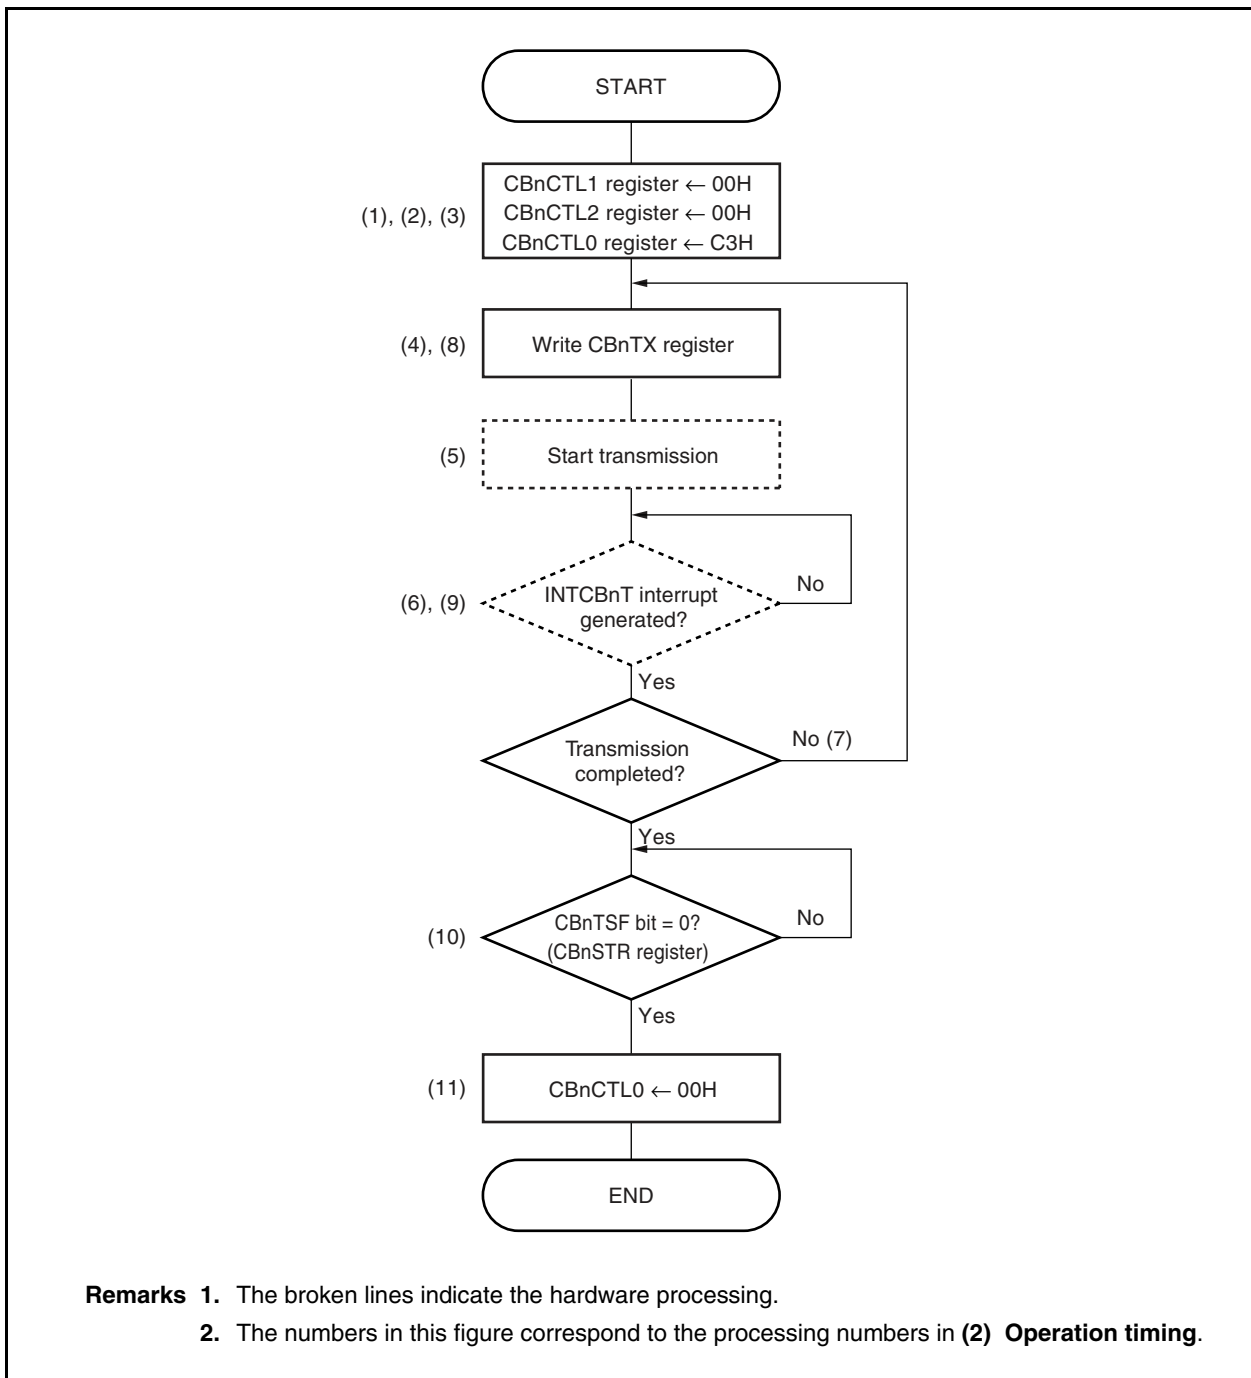 START
CBnCTL1 register ← 00H
(1), (2), (3)
CBnCTL2 register ← 00H
CBnCTL0 register ← C3H
(4), (8)
Write CBnTX register
(5)
Start transmission
(6), (9)
INTCBnT interrupt
generated?
No
Yes
Transmission
completed?
No (7)
Yes
(10)
CBnTSF bit = 0?
(CBnSTR register)
No
Yes
(11)
CBnCTL0 ← 00H
END
Remarks 1. The broken lines indicate the hardware processing.
2. The numbers in this figure correspond to the processing numbers in (2) Operation timing.